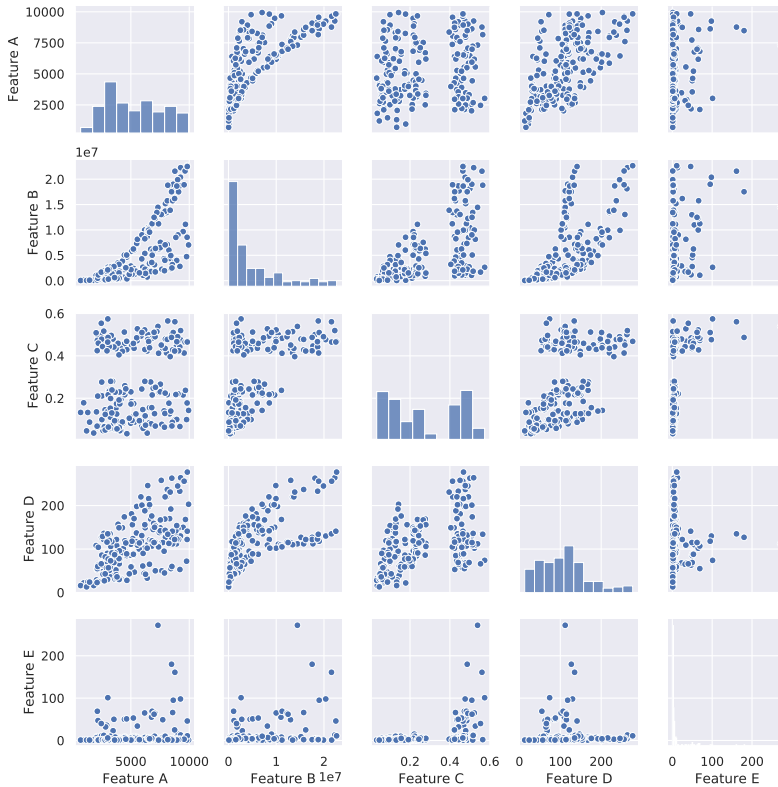 10000
7500
5000
2500
Feature A
1e7
2.0
1.5
1.0
0.5
0.0
Feature B
0.6
0.4
0.2
Feature C
200
100
0
Feature D
200
100
0
Feature E
5000 10000
Feature A
0 1 2
Feature B 1e7
0.2 0.4 0.6
Feature C
0 100 200
Feature D
0 100 200
Feature E